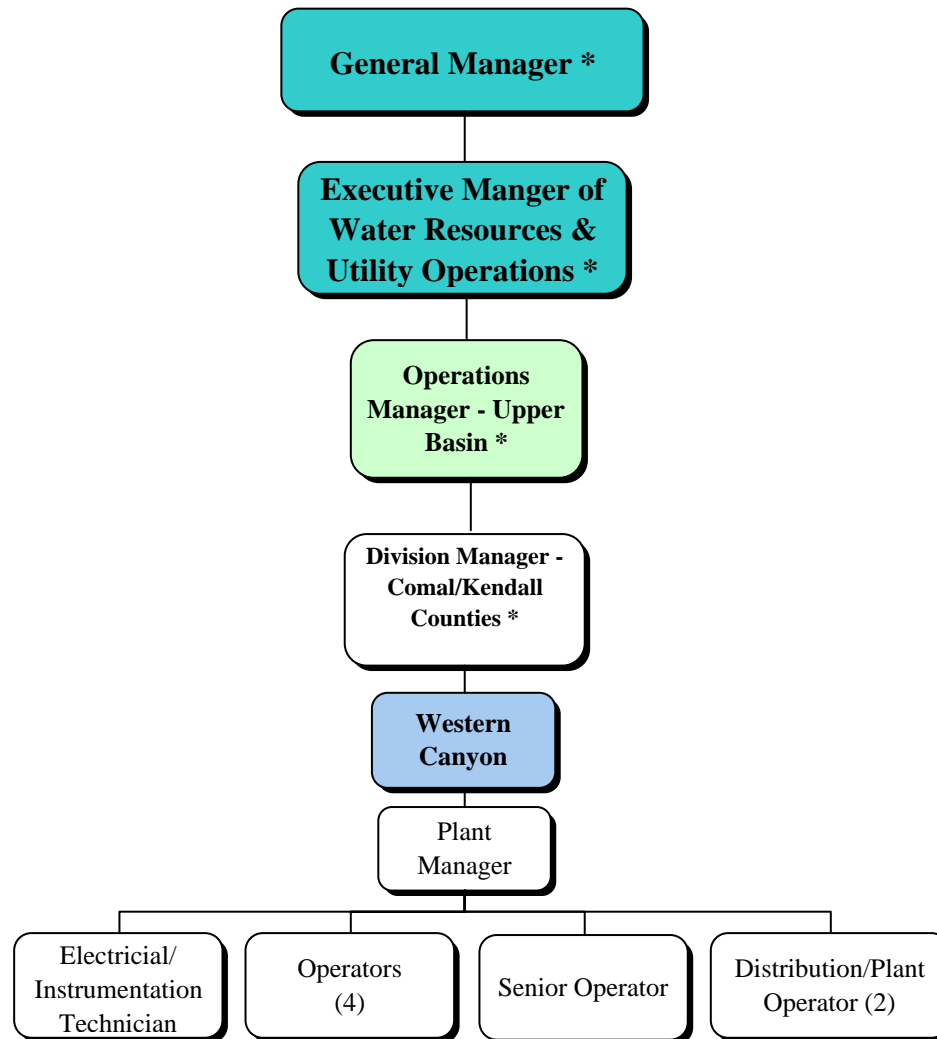 General Manager *
Executive Manger of
Water Resources &
Utility Operations *
Operations
Manager - Upper
Basin *
Division Manager -
Comal/Kendall
Counties *
Western
Canyon
Plant
Manager
Electricial/
Instrumentation
Technician
Operators
(4)
Senior Operator
Distribution/Plant
Operator (2)